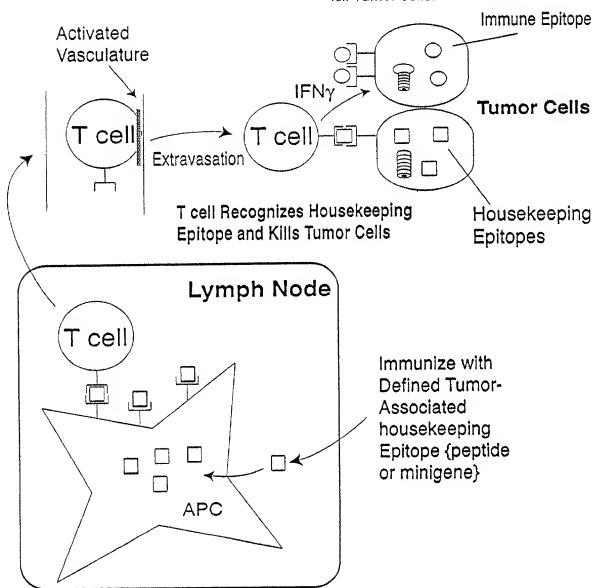 Activated
Vasculature
Immune Epitope
IFNγ
T cell
T cell
Tumor Cells
Extravasation
T cell Recognizes Housekeeping
Epitope and Kills Tumor Cells
Housekeeping
Epitopes
Lymph Node
T cell
Immunize with
Defined Tumor-
Associated
housekeeping
Epitope {peptide
or minigene}
APC